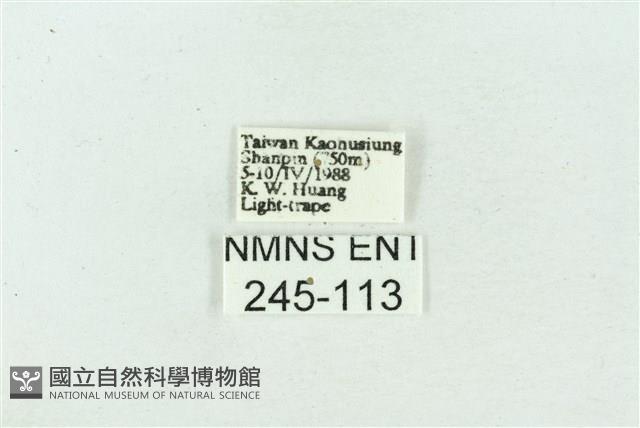 Taiwan Kaohusiung
Shanpin (750m)
5-10/IV/1988
K. W. Huang
Light-trape
NMNS ENT
245-113
國立自然科學博物館
NATIONAL MUSEUM OF NATURAL SCIENCE